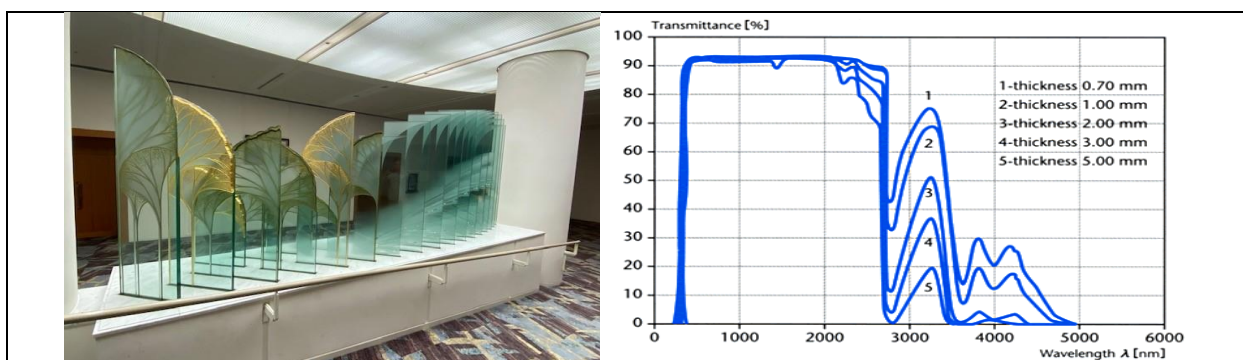 Transmittance [%]
100
90
80
70
60
50
40
30
20
10
0
1-thickness 0.70 mm
2-thickness 1.00 mm
3-thickness 2.00 mm
4-thickness 3.00 mm
5-thickness 5.00 mm
1
2
3
4
5
0 1000 2000 3000 4000 5000 6000
Wavelength λ [nm]